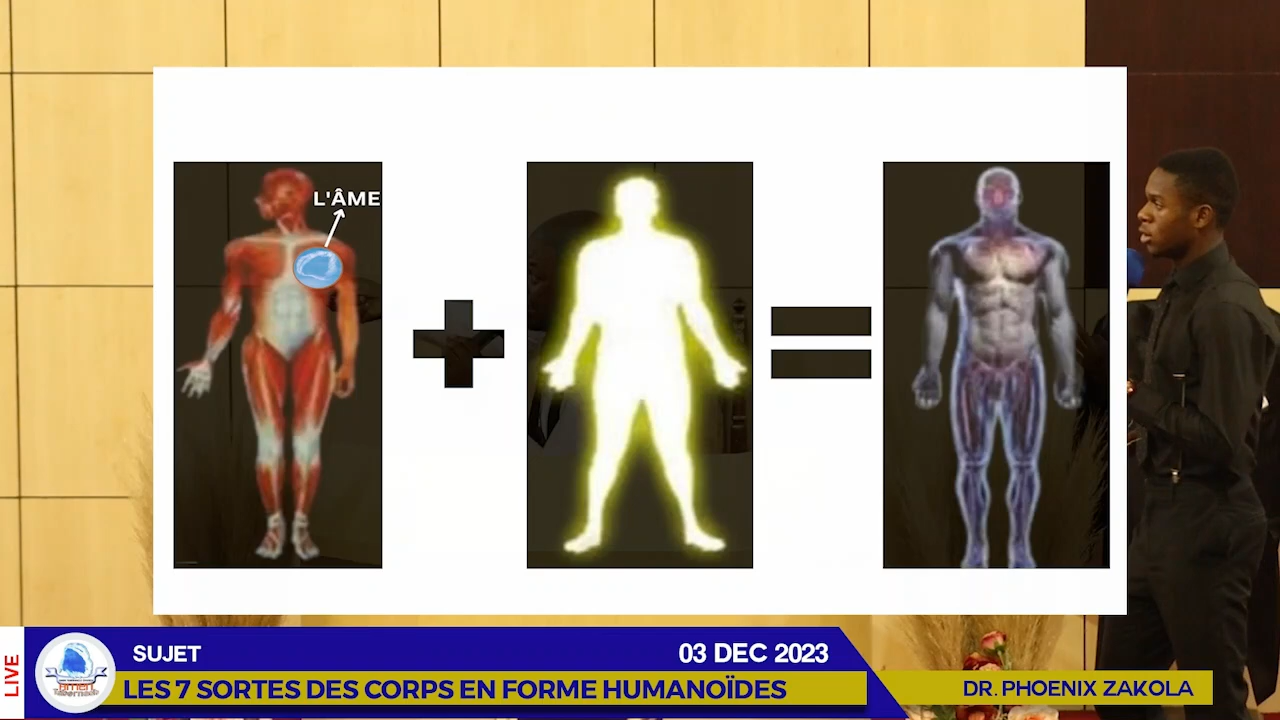 L'ÂME
LIVE
SUJET
03 DEC 2023
LES 7 SORTES DES CORPS EN FORME HUMANOÏDES
DR. PHOENIX ZAKOLA